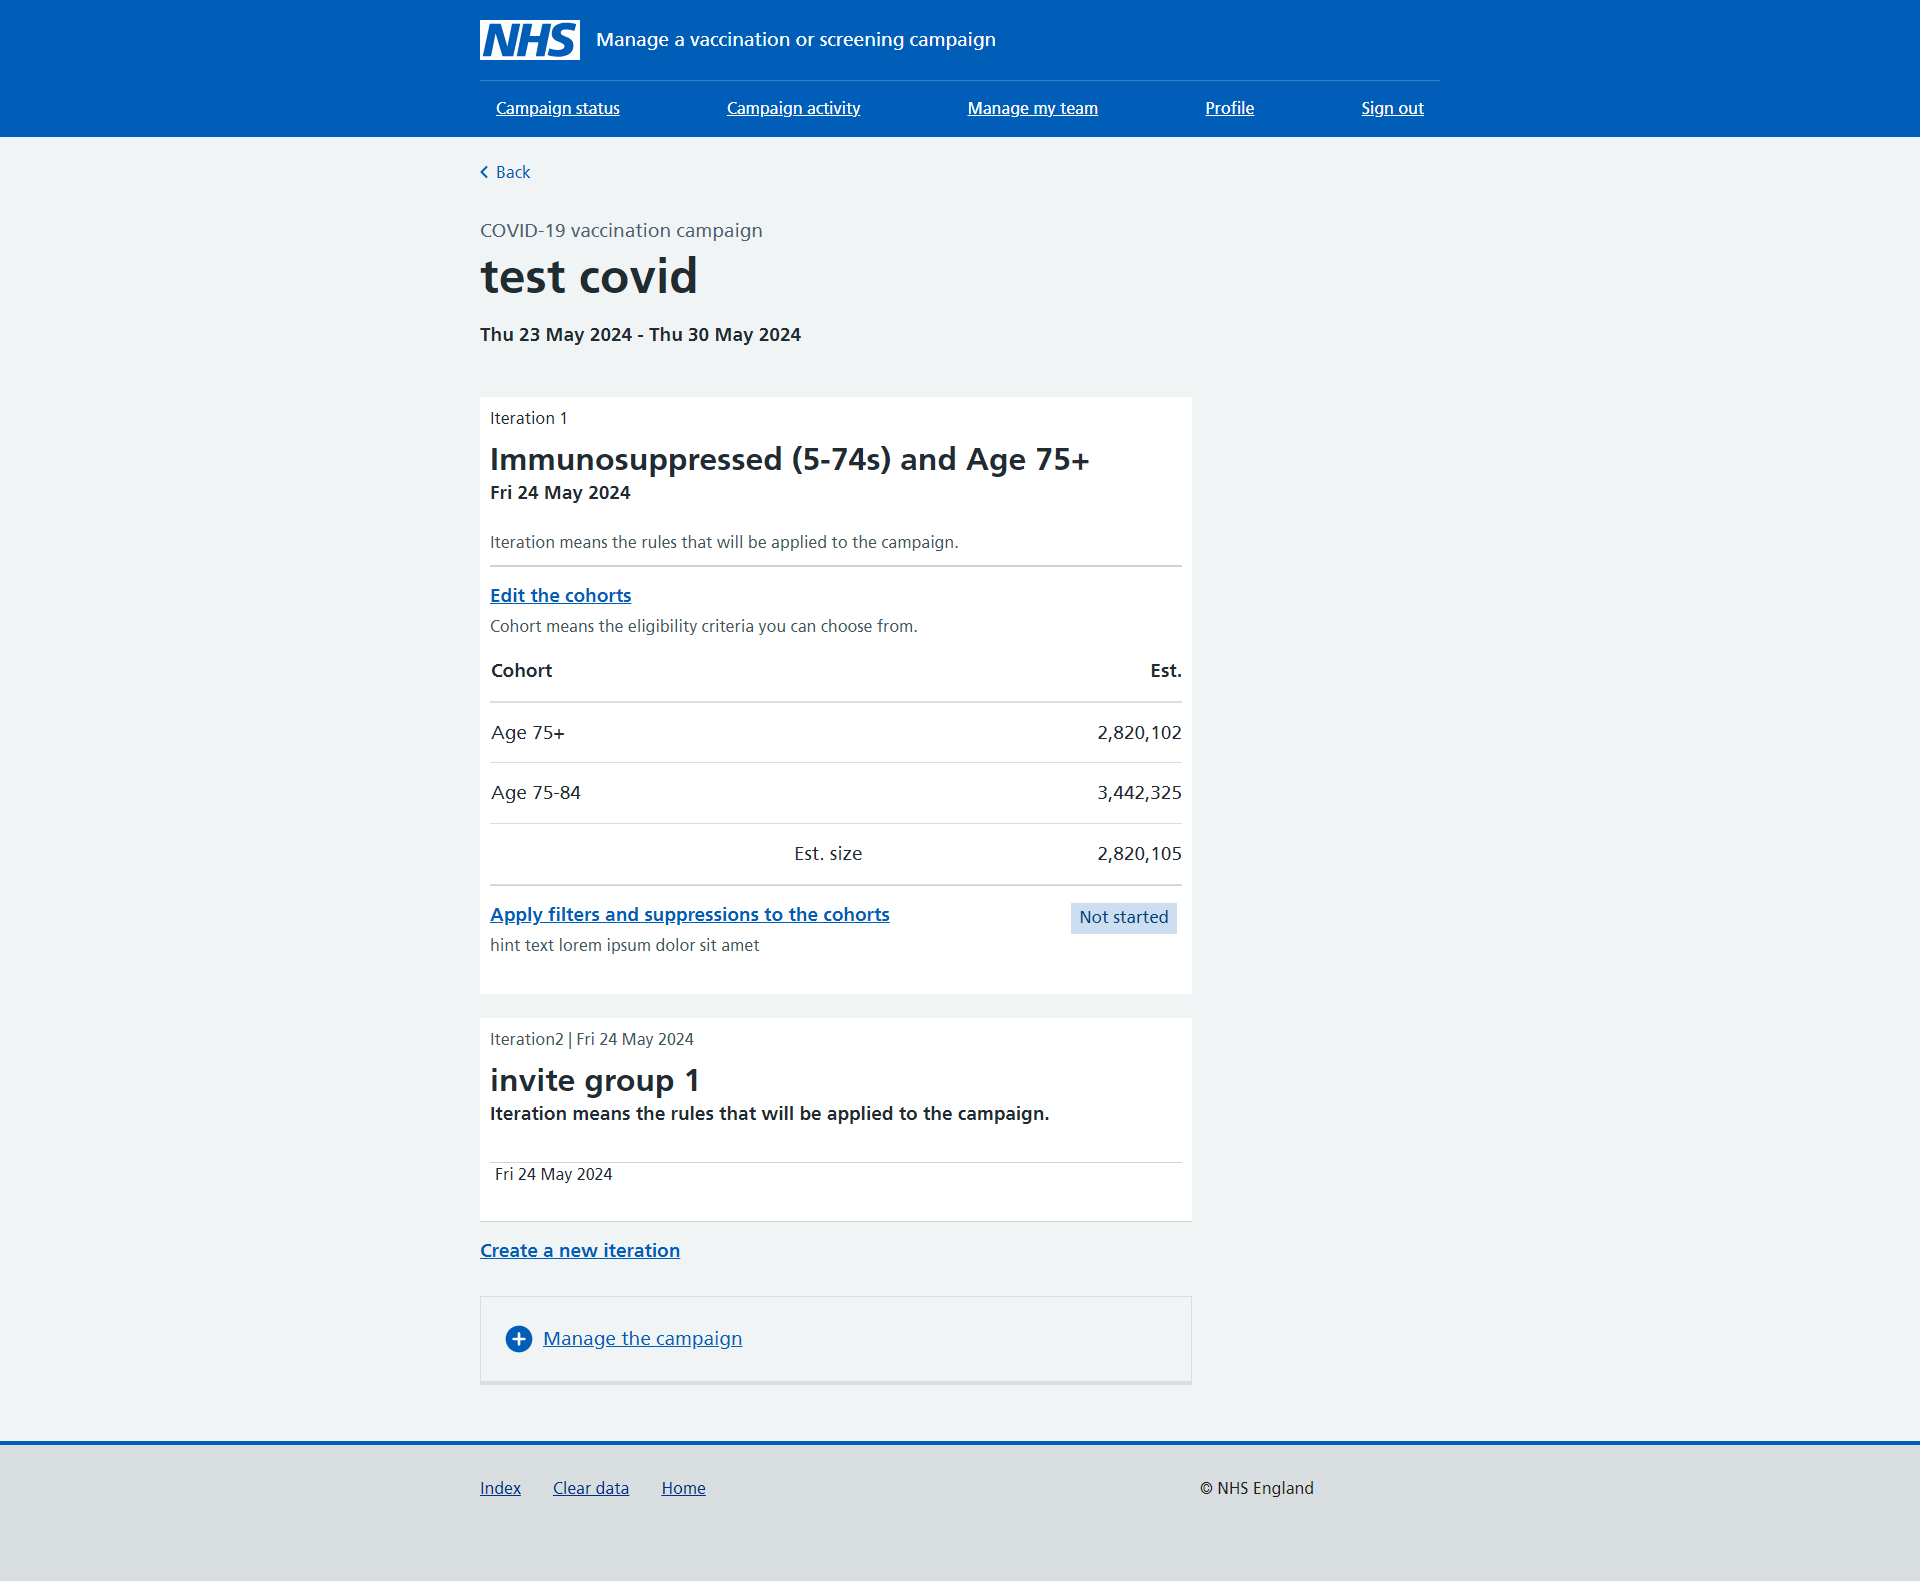 NHS Manage a vaccination or screening campaign
Campaign status Campaign activity Manage my team Profile Sign out
Back
COVID-19 vaccination campaign
test covid
Thu 23 May 2024 - Thu 30 May 2024
Iteration 1
Immunosuppressed (5-74s) and Age 75+
Fri 24 May 2024
Iteration means the rules that will be applied to the campaign.
Edit the cohorts
Cohort means the eligibility criteria you can choose from.
Cohort Est.
Age 75+ 2,820,102
Age 75-84 3,442,325
Est. size 2,820,105
Apply filters and suppressions to the cohorts Not started
hint text lorem ipsum dolor sit amet
Iteration2 | Fri 24 May 2024
invite group 1
Iteration means the rules that will be applied to the campaign.
Fri 24 May 2024
Create a new iteration
Manage the campaign
Index Clear data Home © NHS England